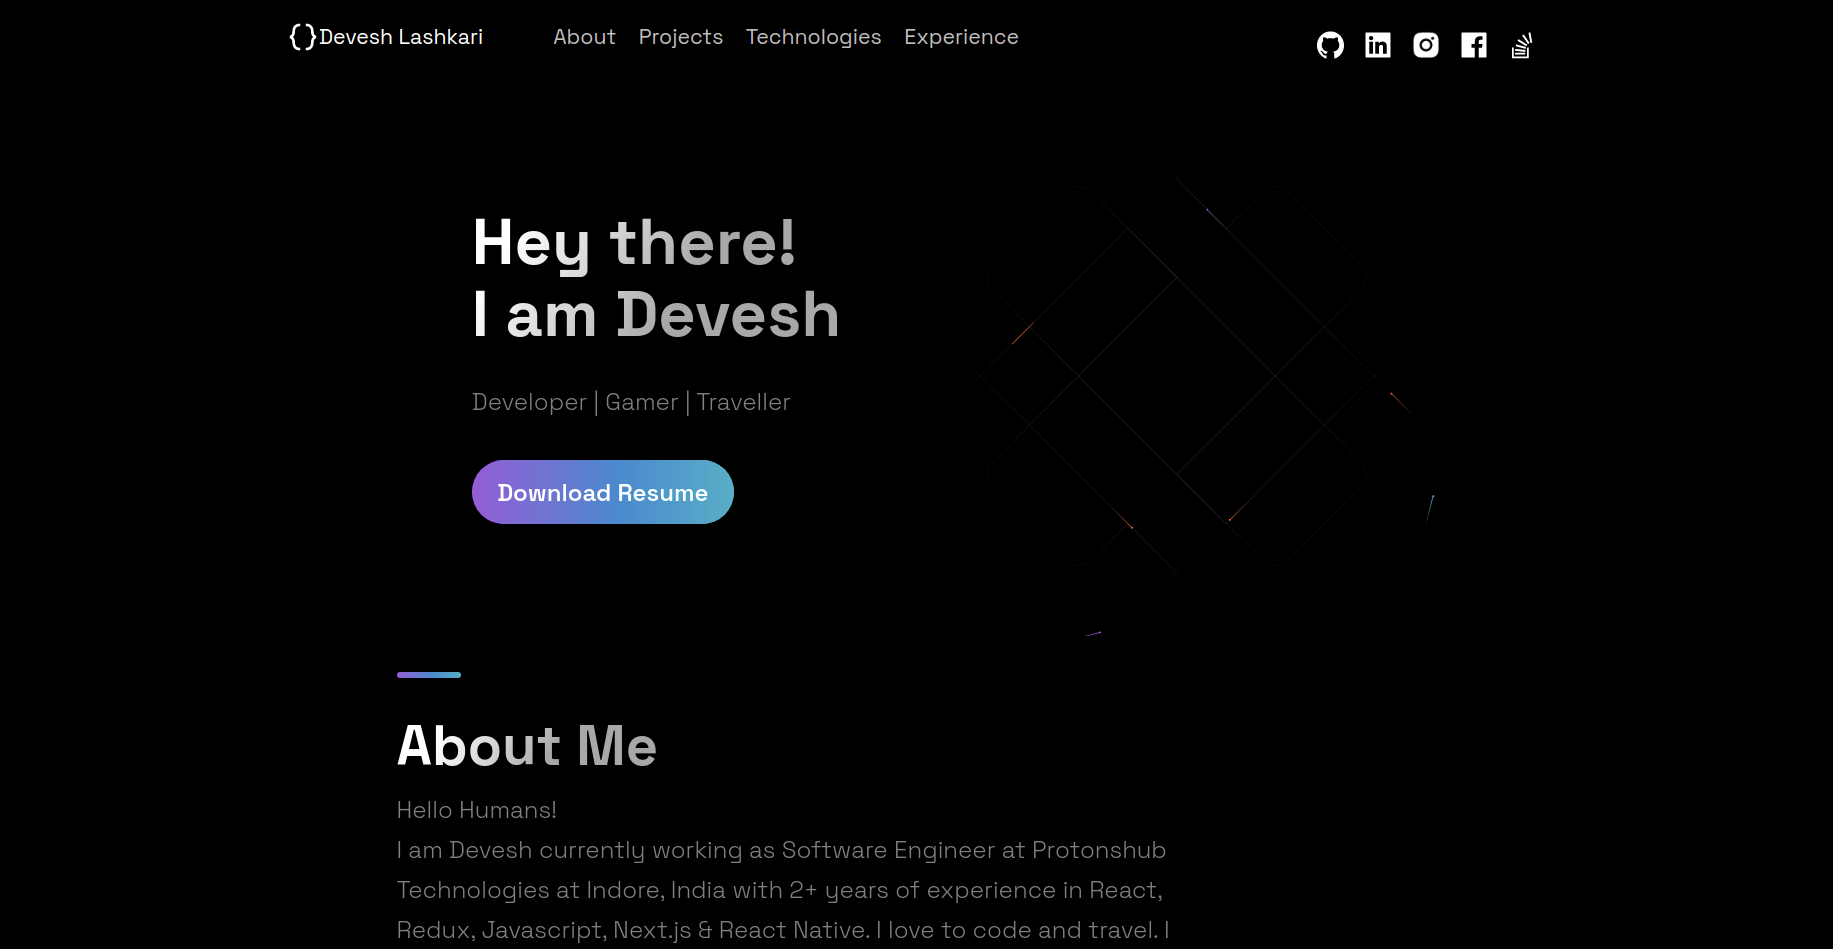 {}Devesh Lashkari About Projects Technologies Experience
Hey there!
I am Devesh
Developer | Gamer | Traveller
Download Resume
About Me
Hello Humans!
I am Devesh currently working as Software Engineer at Protonshub
Technologies at Indore, India with 2+ years of experience in React,
Redux, Javascript, Next.js & React Native. I love to code and travel. I